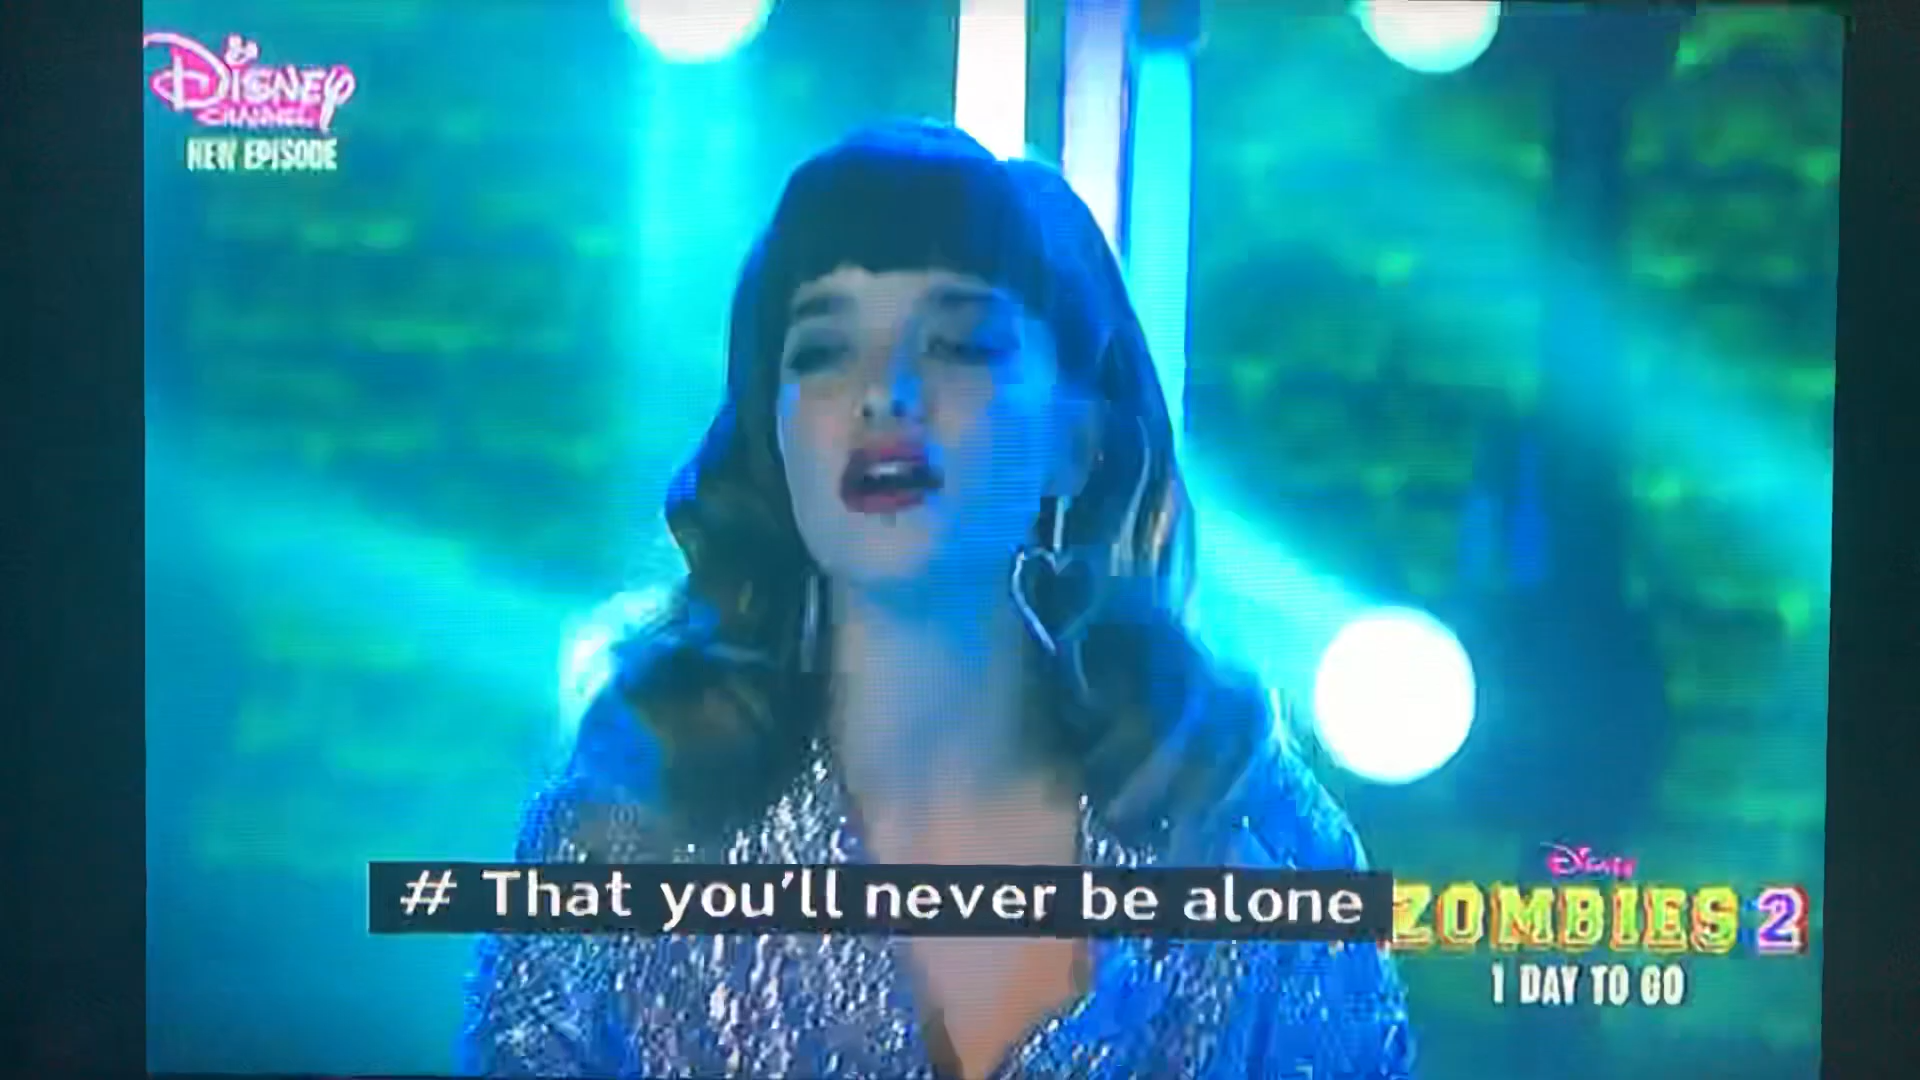 Disney
CHANNEL
NEW EPISODE
# That you'll never be alone
Disney
ZOMBIES 2
1 DAY TO GO